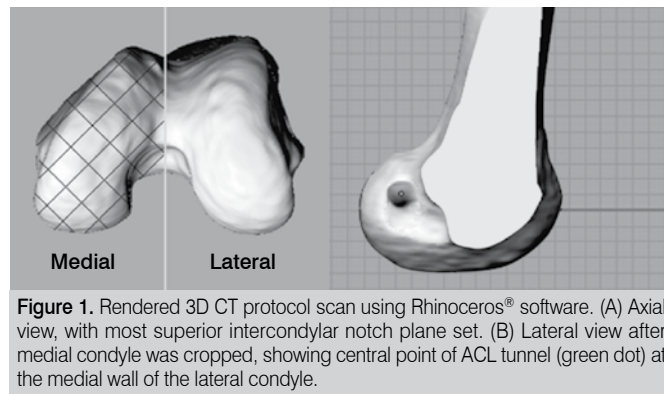 Medial
Lateral
Figure 1. Rendered 3D CT protocol scan using Rhinoceros® software. (A) Axial
view, with most superior intercondylar notch plane set. (B) Lateral view after
medial condyle was cropped, showing central point of ACL tunnel (green dot) at
the medial wall of the lateral condyle.